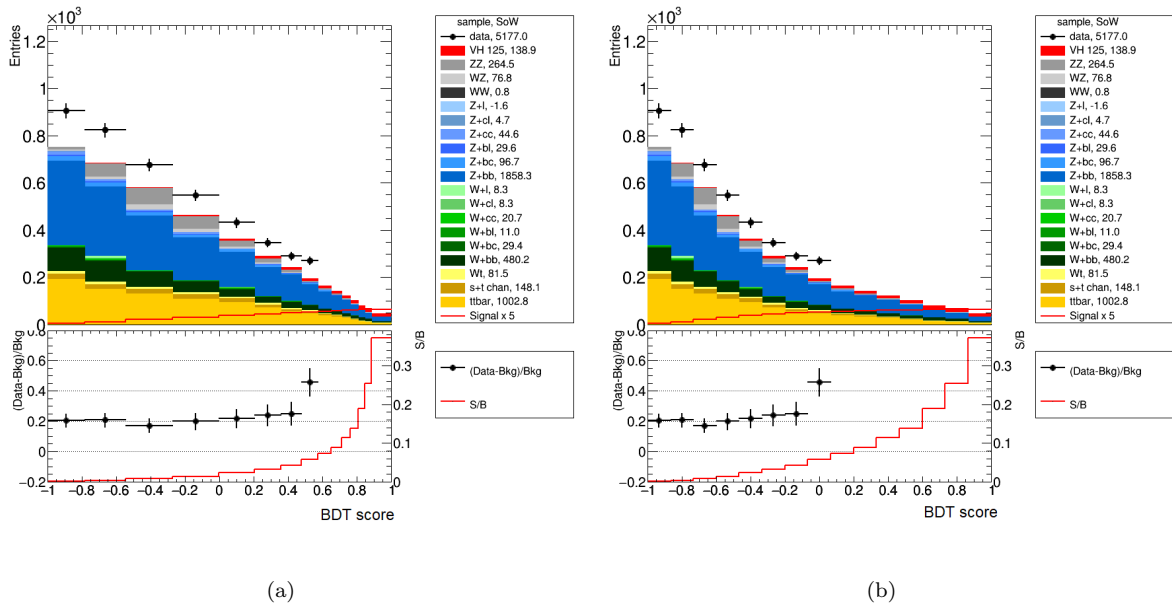 ×10³
Entries
1.2
1
0.8
0.6
0.4
0.2
0
sample, SoW
data, 5177.0
VH 125, 138.9
ZZ, 264.5
WZ, 76.8
WW, 0.8
Z+l, -1.6
Z+cl, 4.7
Z+cc, 44.6
Z+bl, 29.6
Z+bc, 96.7
Z+bb, 1858.3
W+l, 8.3
W+cl, 8.3
W+cc, 20.7
W+bl, 11.0
W+bc, 29.4
W+bb, 480.2
Wt, 81.5
s+t chan, 148.1
ttbar, 1002.8
Signal x 5
(Data-Bkg)/Bkg
0.8
0.6
0.4
0.2
0
−0.2
S/B
0.3
0.2
0.1
0
−1 −0.8 −0.6 −0.4 −0.2 0 0.2 0.4 0.6 0.8 1
BDT score
(Data-Bkg)/Bkg
S/B
(a)
×10³
Entries
1.2
1
0.8
0.6
0.4
0.2
0
sample, SoW
data, 5177.0
VH 125, 138.9
ZZ, 264.5
WZ, 76.8
WW, 0.8
Z+l, -1.6
Z+cl, 4.7
Z+cc, 44.6
Z+bl, 29.6
Z+bc, 96.7
Z+bb, 1858.3
W+l, 8.3
W+cl, 8.3
W+cc, 20.7
W+bl, 11.0
W+bc, 29.4
W+bb, 480.2
Wt, 81.5
s+t chan, 148.1
ttbar, 1002.8
Signal x 5
(Data-Bkg)/Bkg
0.8
0.6
0.4
0.2
0
−0.2
S/B
0.3
0.2
0.1
0
−1 −0.8 −0.6 −0.4 −0.2 0 0.2 0.4 0.6 0.8 1
BDT score
(Data-Bkg)/Bkg
S/B
(b)